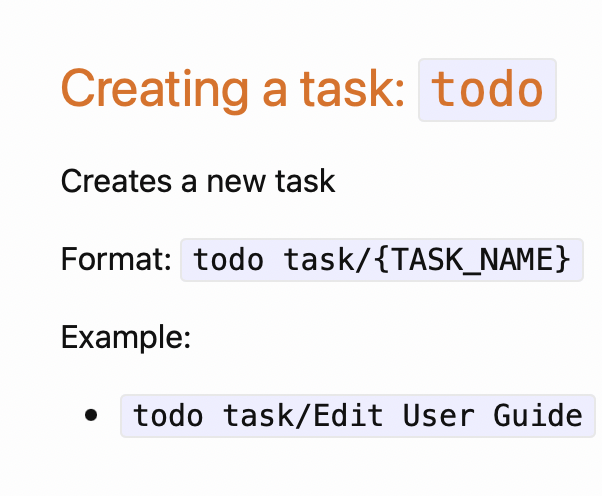 Creating a task: todo
Creates a new task
Format: todo task/{TASK_NAME}
Example:
• todo task/Edit User Guide